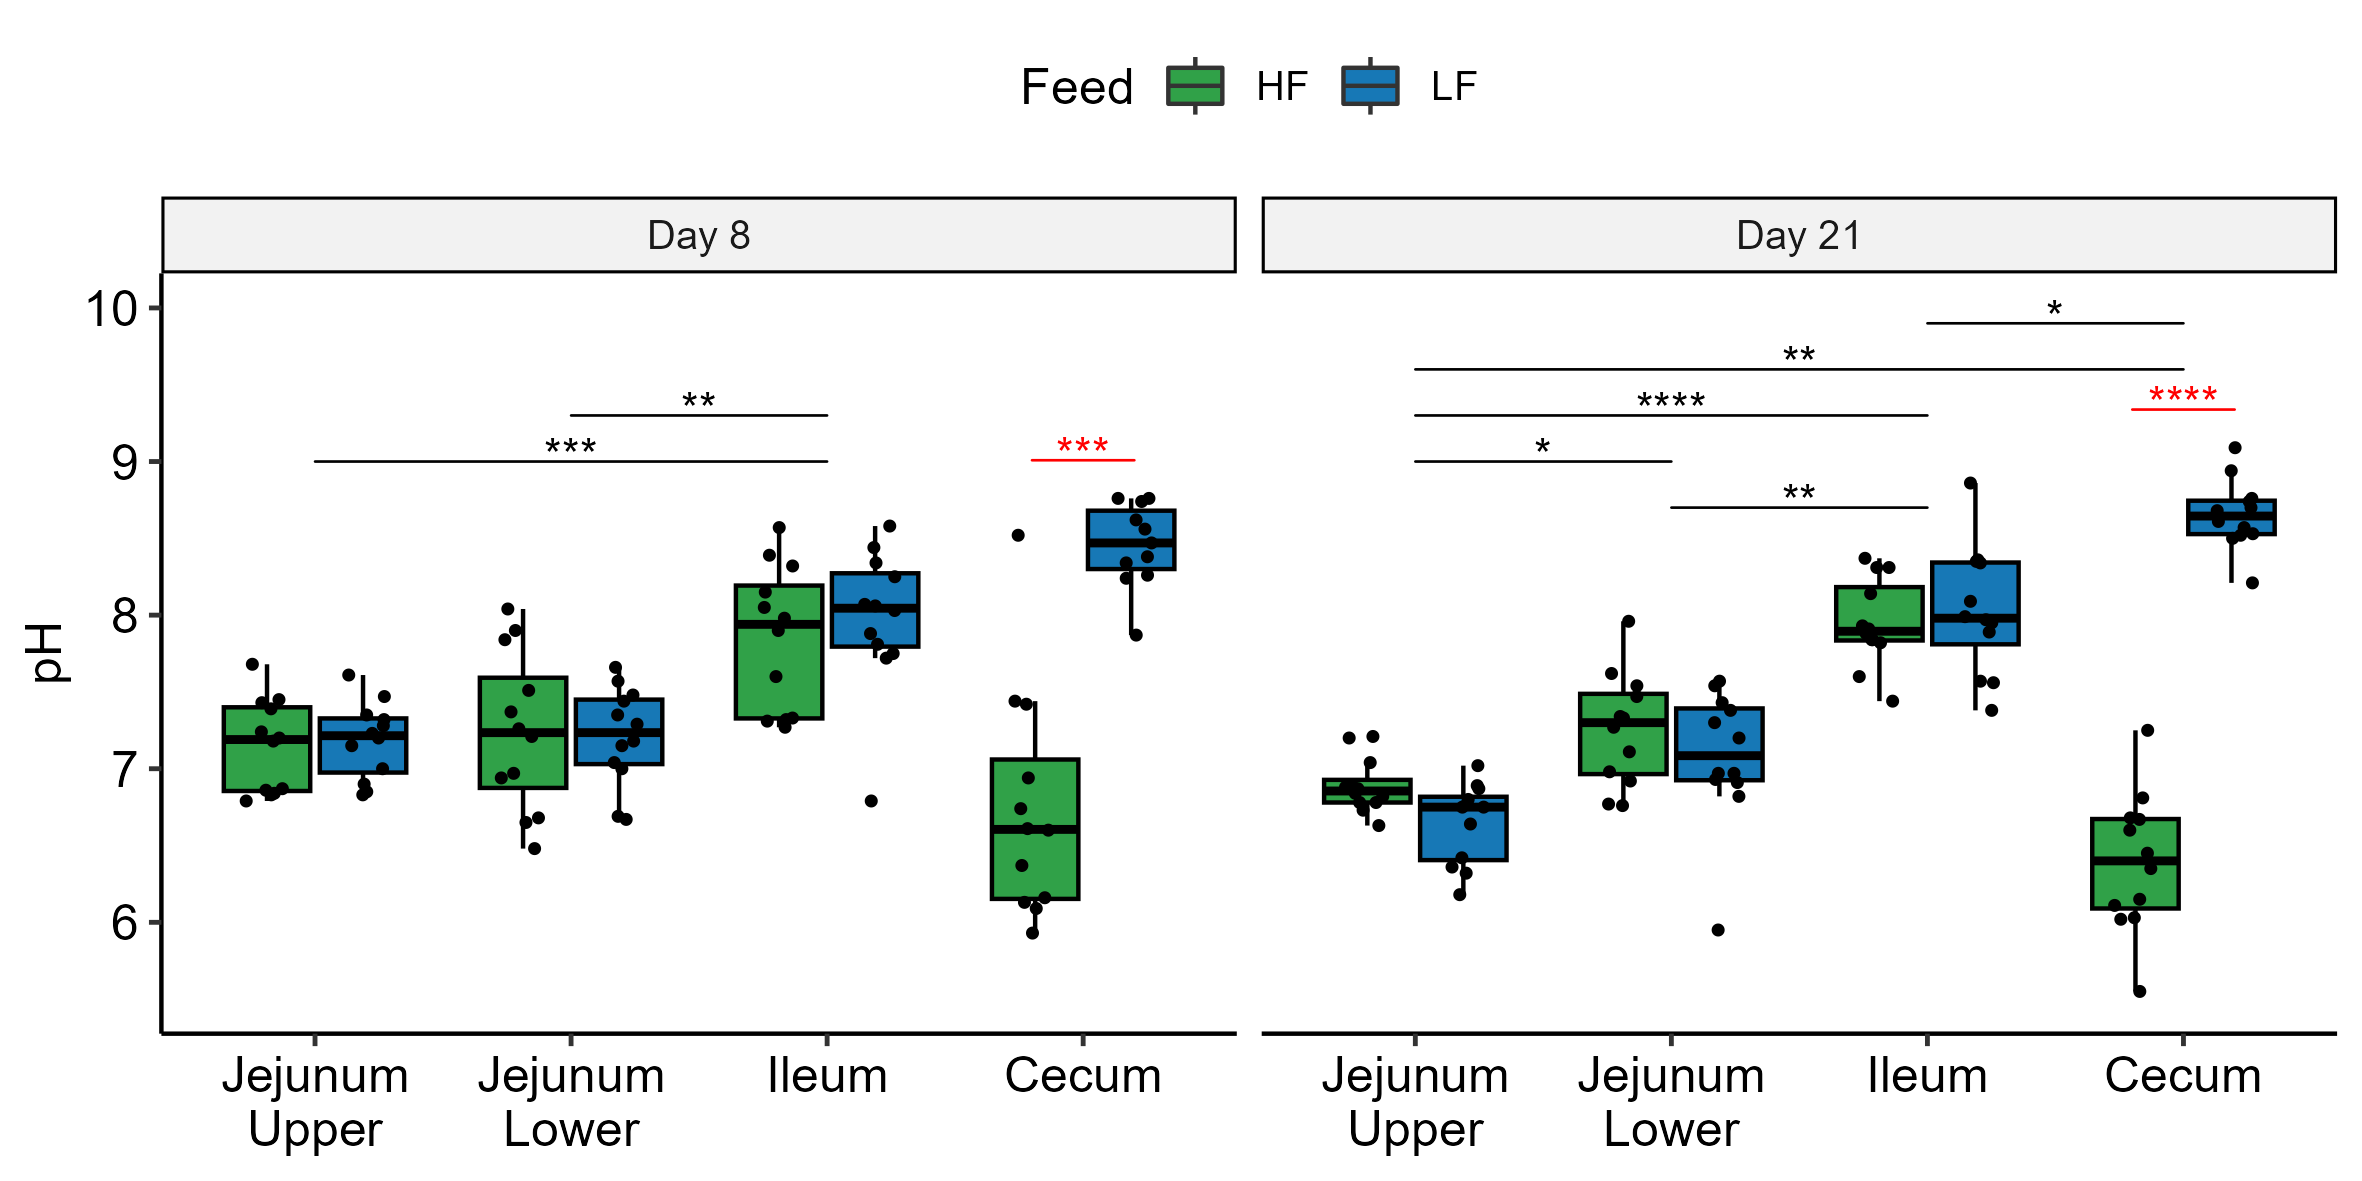 Feed HF LF
Day 8 Day 21
10
*
**
** ****
9
*** *** * ****
**
8
pH
7
6
Jejunum Upper Jejunum Lower Ileum Cecum
Jejunum Upper Jejunum Lower Ileum Cecum